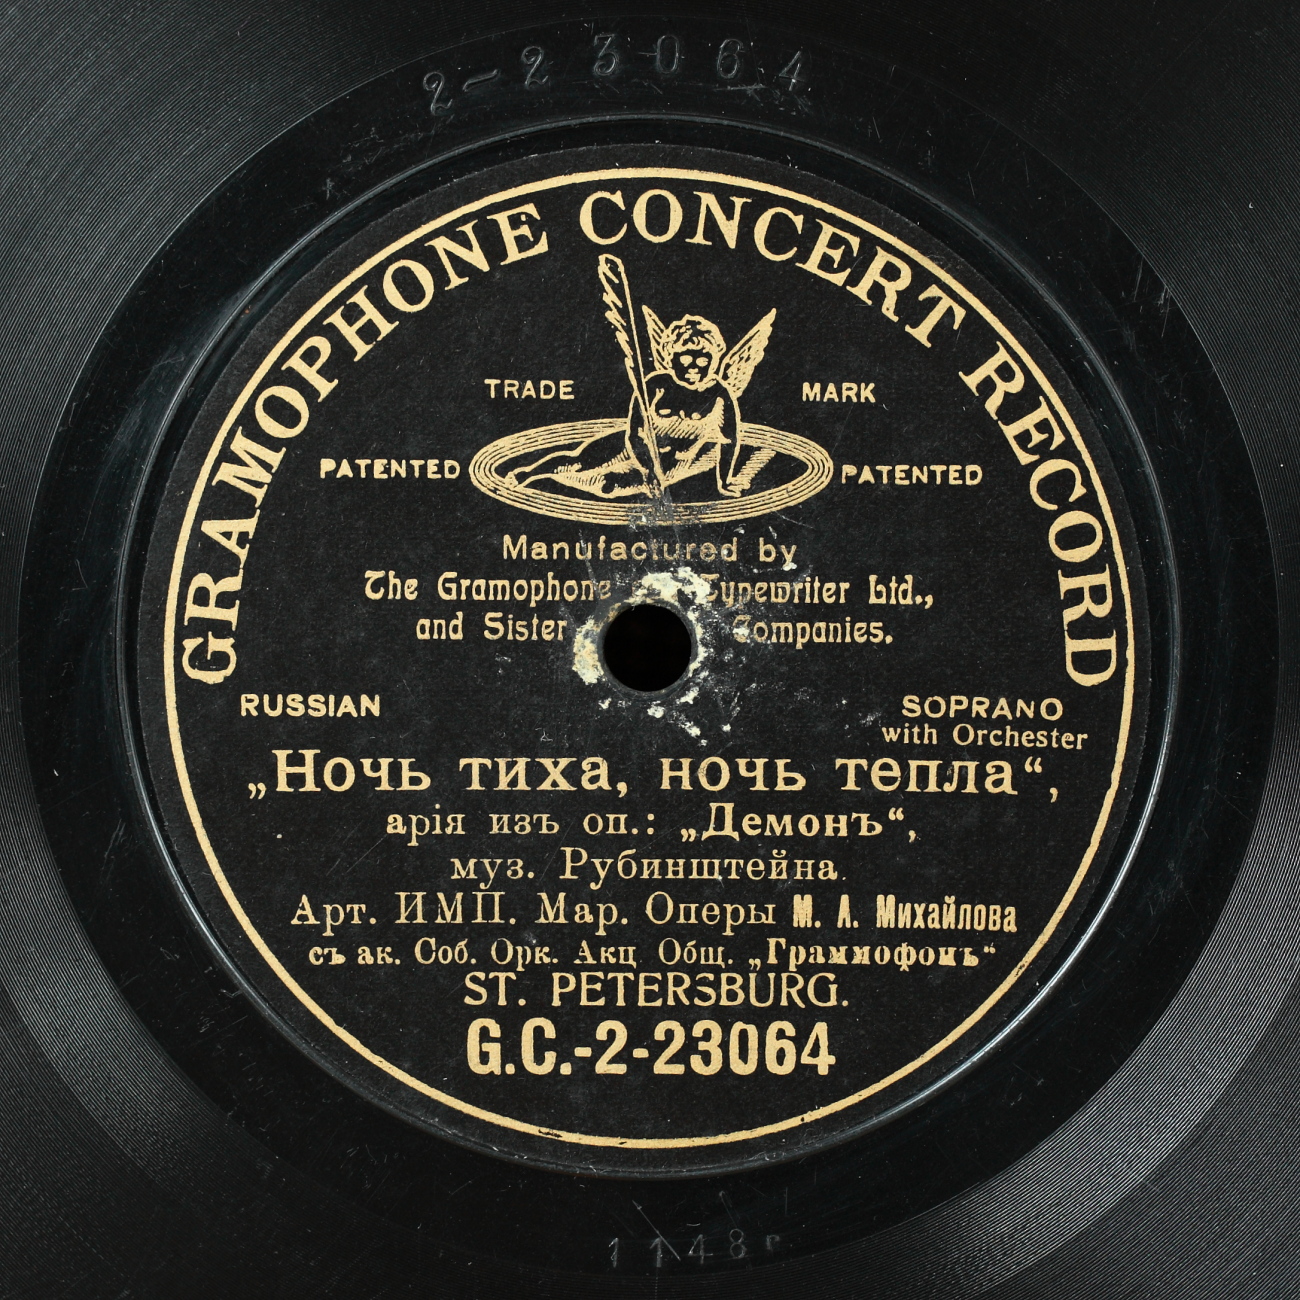 2-23064
GRAMOPHONE CONCERT RECORD
TRADE MARK
PATENTED PATENTED
Manufactured by
The Gramophone Typewriter Ltd.,
and Sister Companies.
RUSSIAN SOPRANO
with Orchester
„Ночь тиха, ночь тепла“,
арія изъ оп.: „Демонъ“,
муз. Рубинштейна.
Арт. ИМП. Мар. Оперы М. А. Михайлова
съ ак. Соб. Орк. Акц. Общ. „Граммофонъ“
ST. PETERSBURG.
G.C.-2-23064
1148r